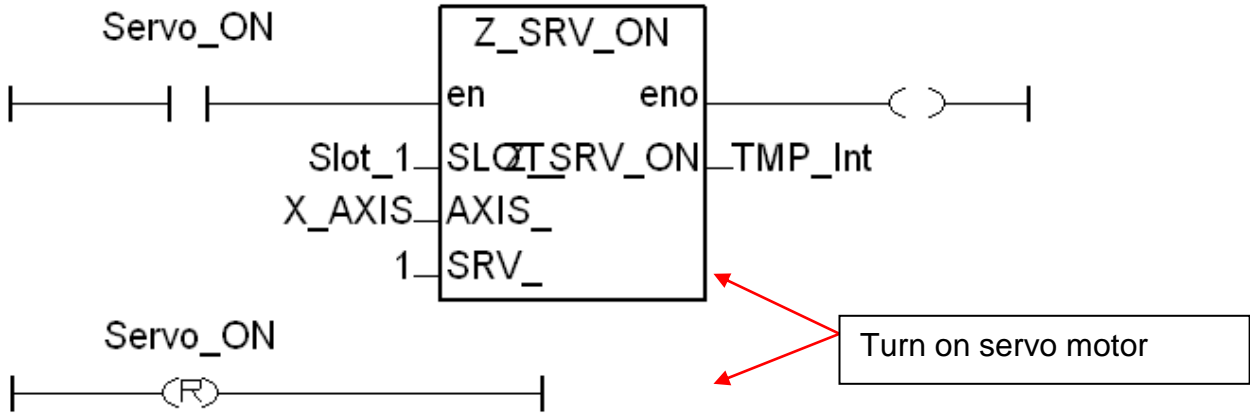 Servo_ON
Z_SRV_ON
en eno
Slot_1 SLOT_ Z_SRV_ON TMP_Int
X_AXIS AXIS_
1 SRV_
Servo_ON
(R)
Turn on servo motor